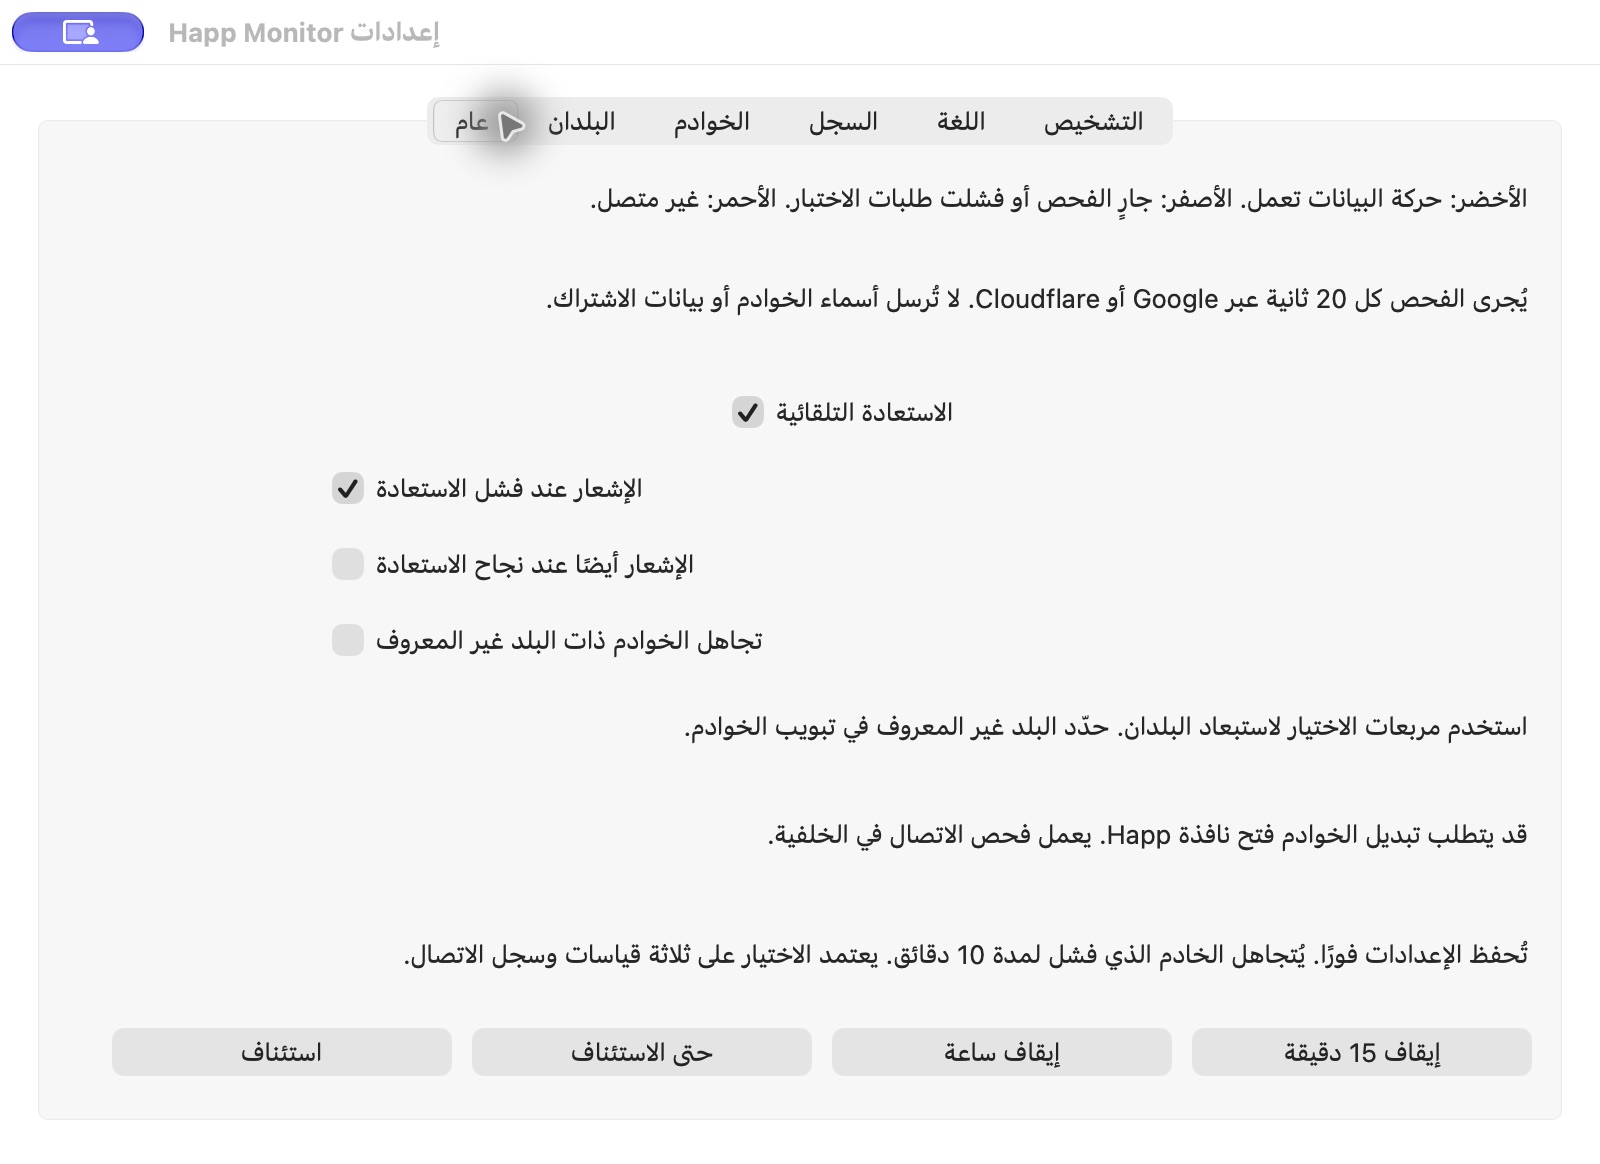 إعدادات Happ Monitor
عام البلدان الخوادم السجل اللغة التشخيص
الأخضر: حركة البيانات تعمل. الأصفر: جارٍ الفحص أو فشلت طلبات الاختبار. الأحمر: غير متصل.
يُجرى الفحص كل 20 ثانية عبر Google أو Cloudflare. لا تُرسل أسماء الخوادم أو بيانات الاشتراك.
الاستعادة التلقائية
الإشعار عند فشل الاستعادة
الإشعار أيضًا عند نجاح الاستعادة
تجاهل الخوادم ذات البلد غير المعروف
استخدم مربعات الاختيار لاستبعاد البلدان. حدّد البلد غير المعروف في تبويب الخوادم.
قد يتطلب تبديل الخوادم فتح نافذة Happ. يعمل فحص الاتصال في الخلفية.
تُحفظ الإعدادات فورًا. يُتجاهل الخادم الذي فشل لمدة 10 دقائق. يعتمد الاختيار على ثلاثة قياسات وسجل الاتصال.
إيقاف 15 دقيقة إيقاف ساعة حتى الاستئناف استئناف